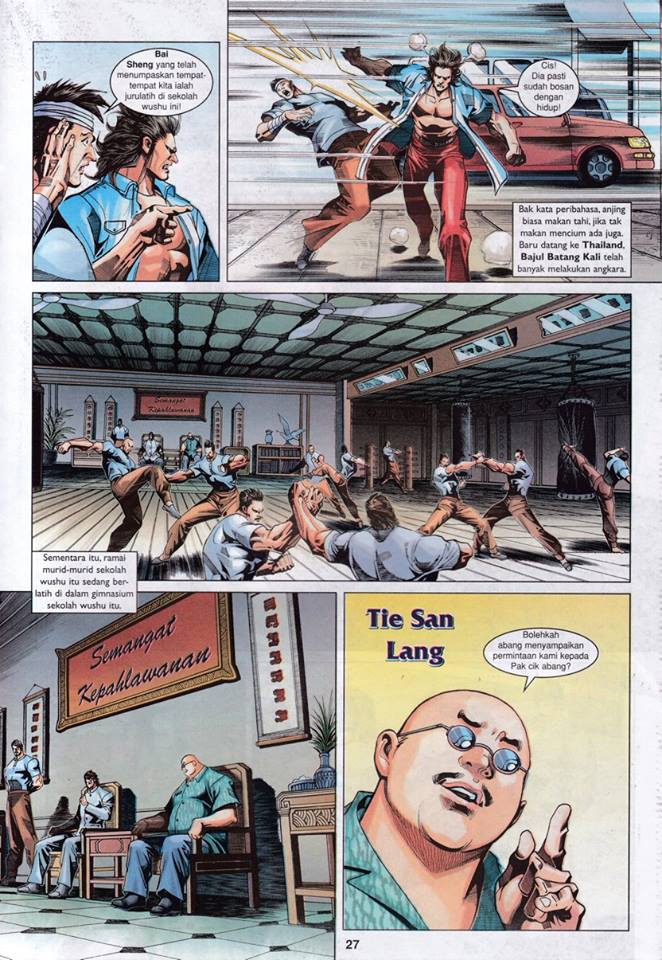 Bai
Sheng yang telah
menumpaskan tempat-
tempat kita ialah
jurulatih di sekolah
wushu ini!
Cis!
Dia pasti
sudah bosan
dengan
hidup!
Bak kata peribahasa, anjing
biasa makan tahi, jika tak
makan mencium ada juga.
Baru datang ke Thailand,
Bajul Batang Kali telah
banyak melakukan angkara.
Semangat
Kepahlawanan
Sementara itu, ramai
murid-murid sekolah
wushu itu sedang ber-
latih di dalam gimnasium
sekolah wushu itu.
Semangat
Kepahlawanan
Tie San
Lang
Bolehkah
abang menyampaikan
permintaan kami kepada
Pak cik abang?
27